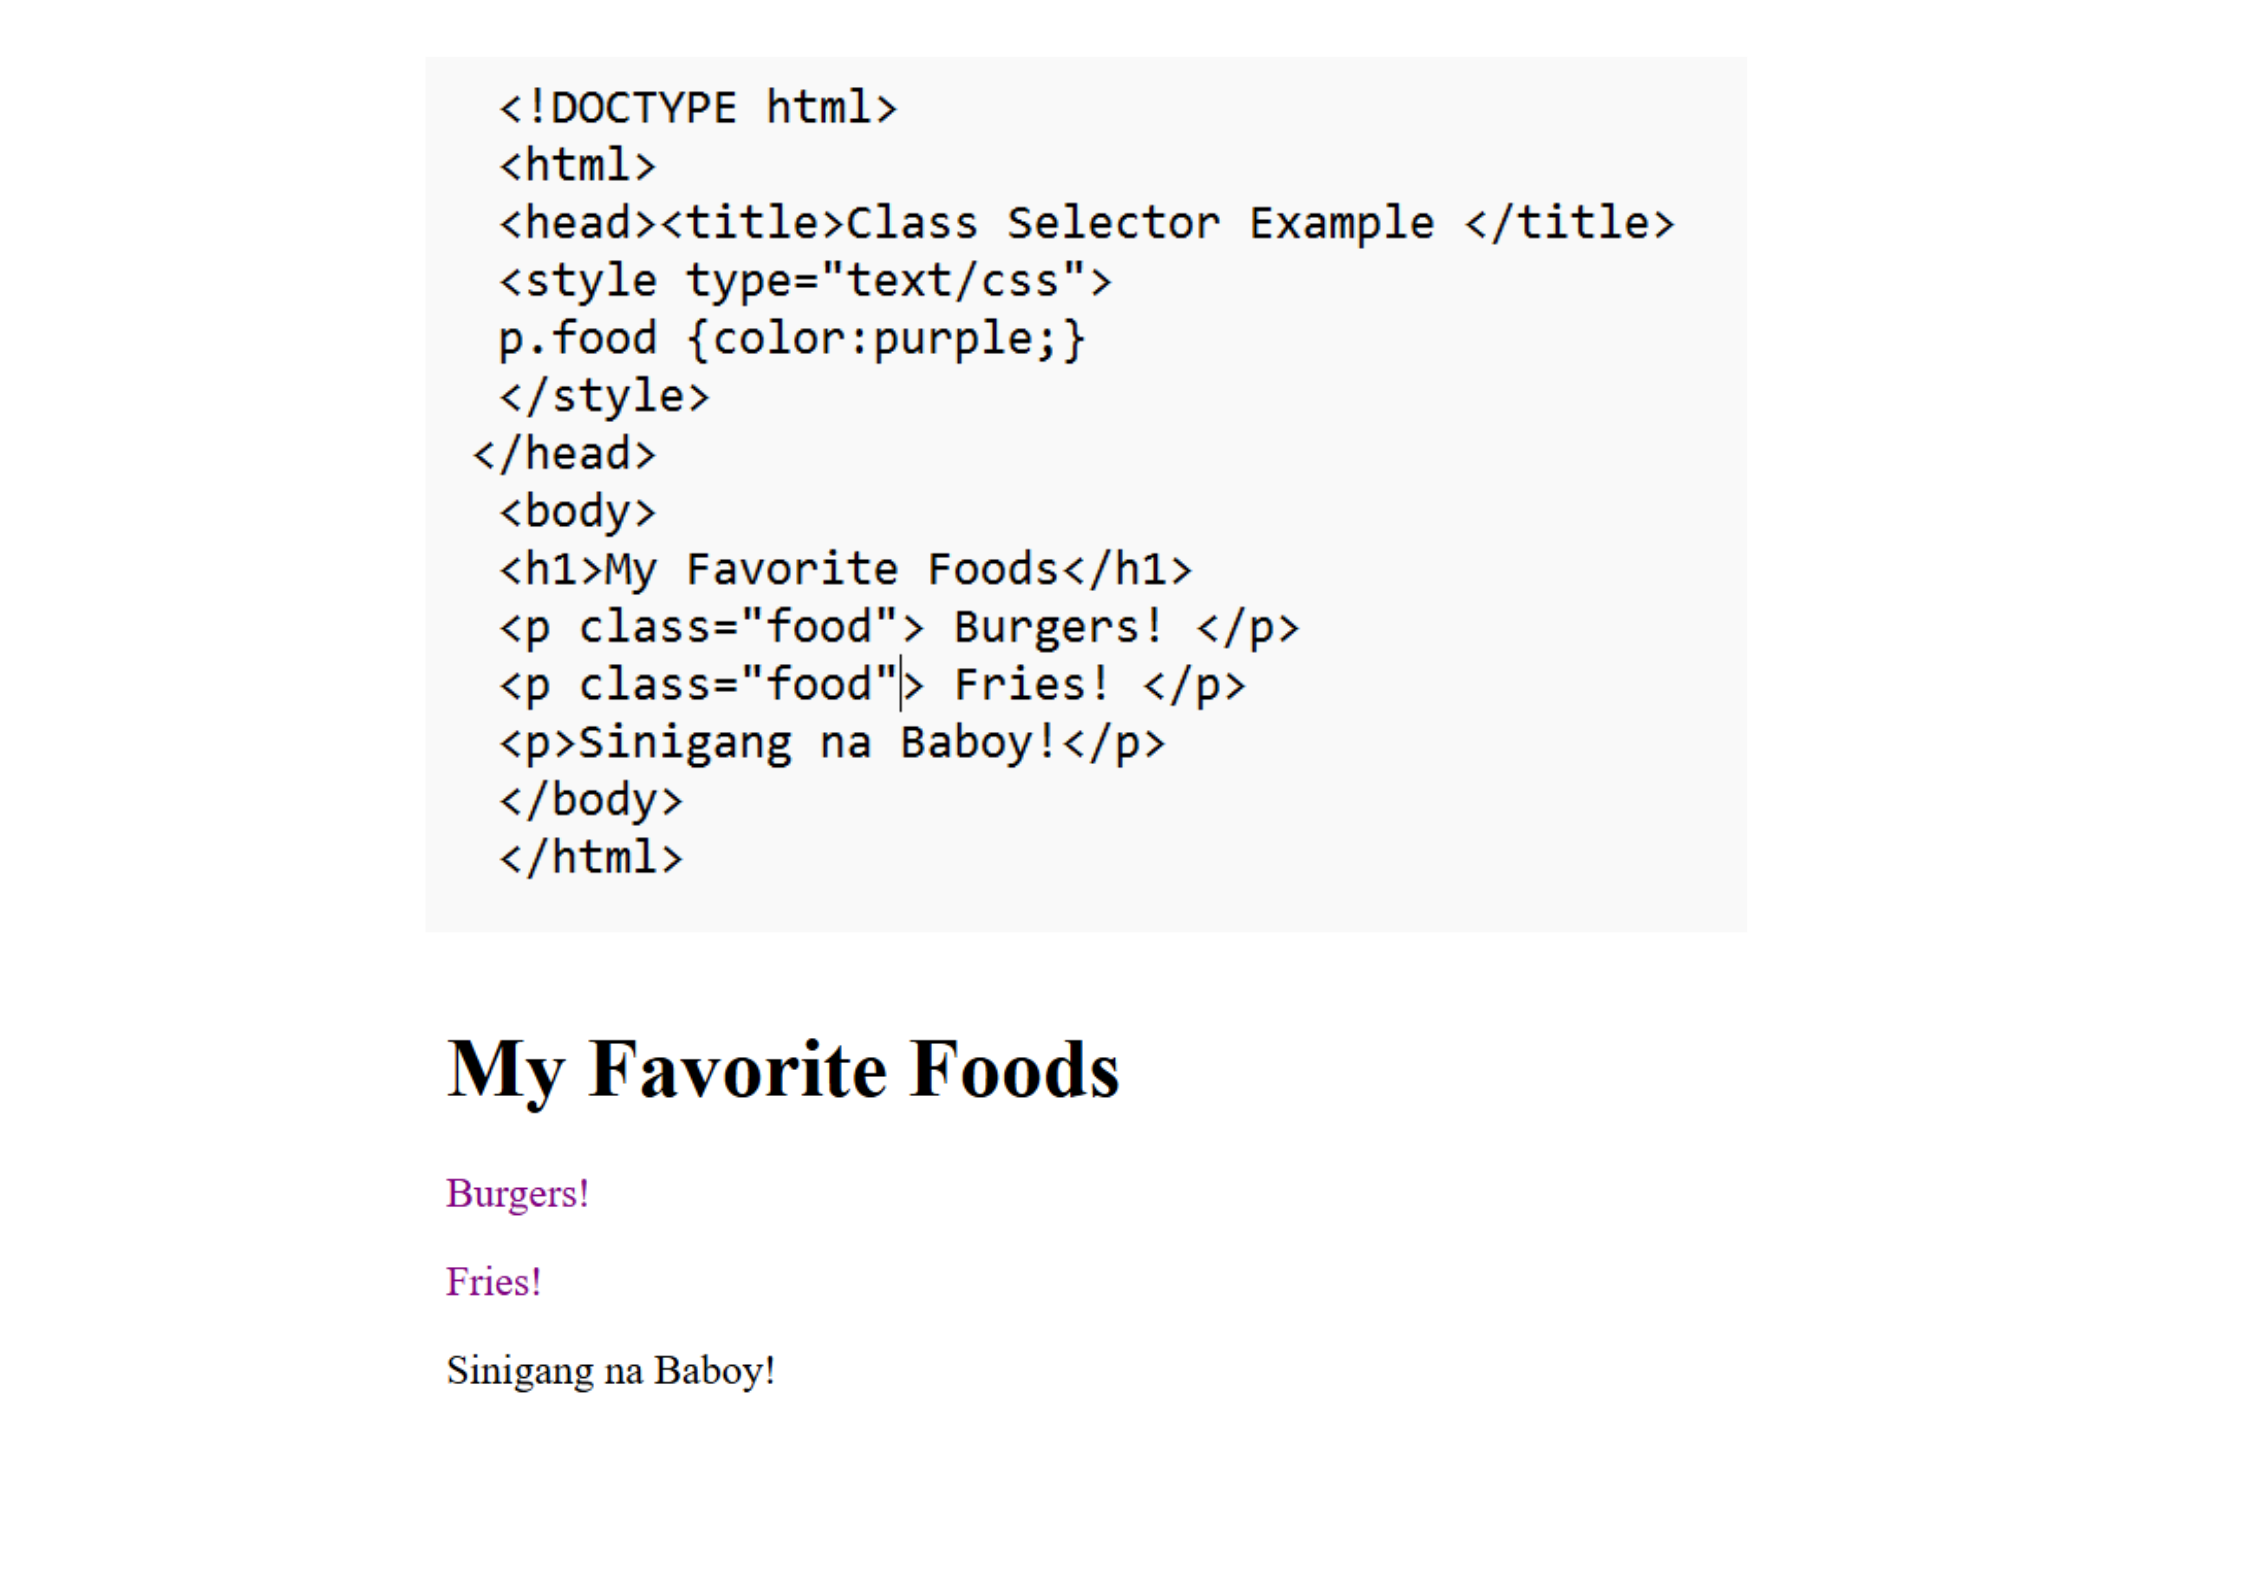 <!DOCTYPE html>
<html>
<head><title>Class Selector Example </title>
<style type="text/css">
p.food {color:purple;}
</style>
</head>
<body>
<h1>My Favorite Foods</h1>
<p class="food"> Burgers! </p>
<p class="food"> Fries! </p>
<p>Sinigang na Baboy!</p>
</body>
</html>
My Favorite Foods
Burgers!
Fries!
Sinigang na Baboy!